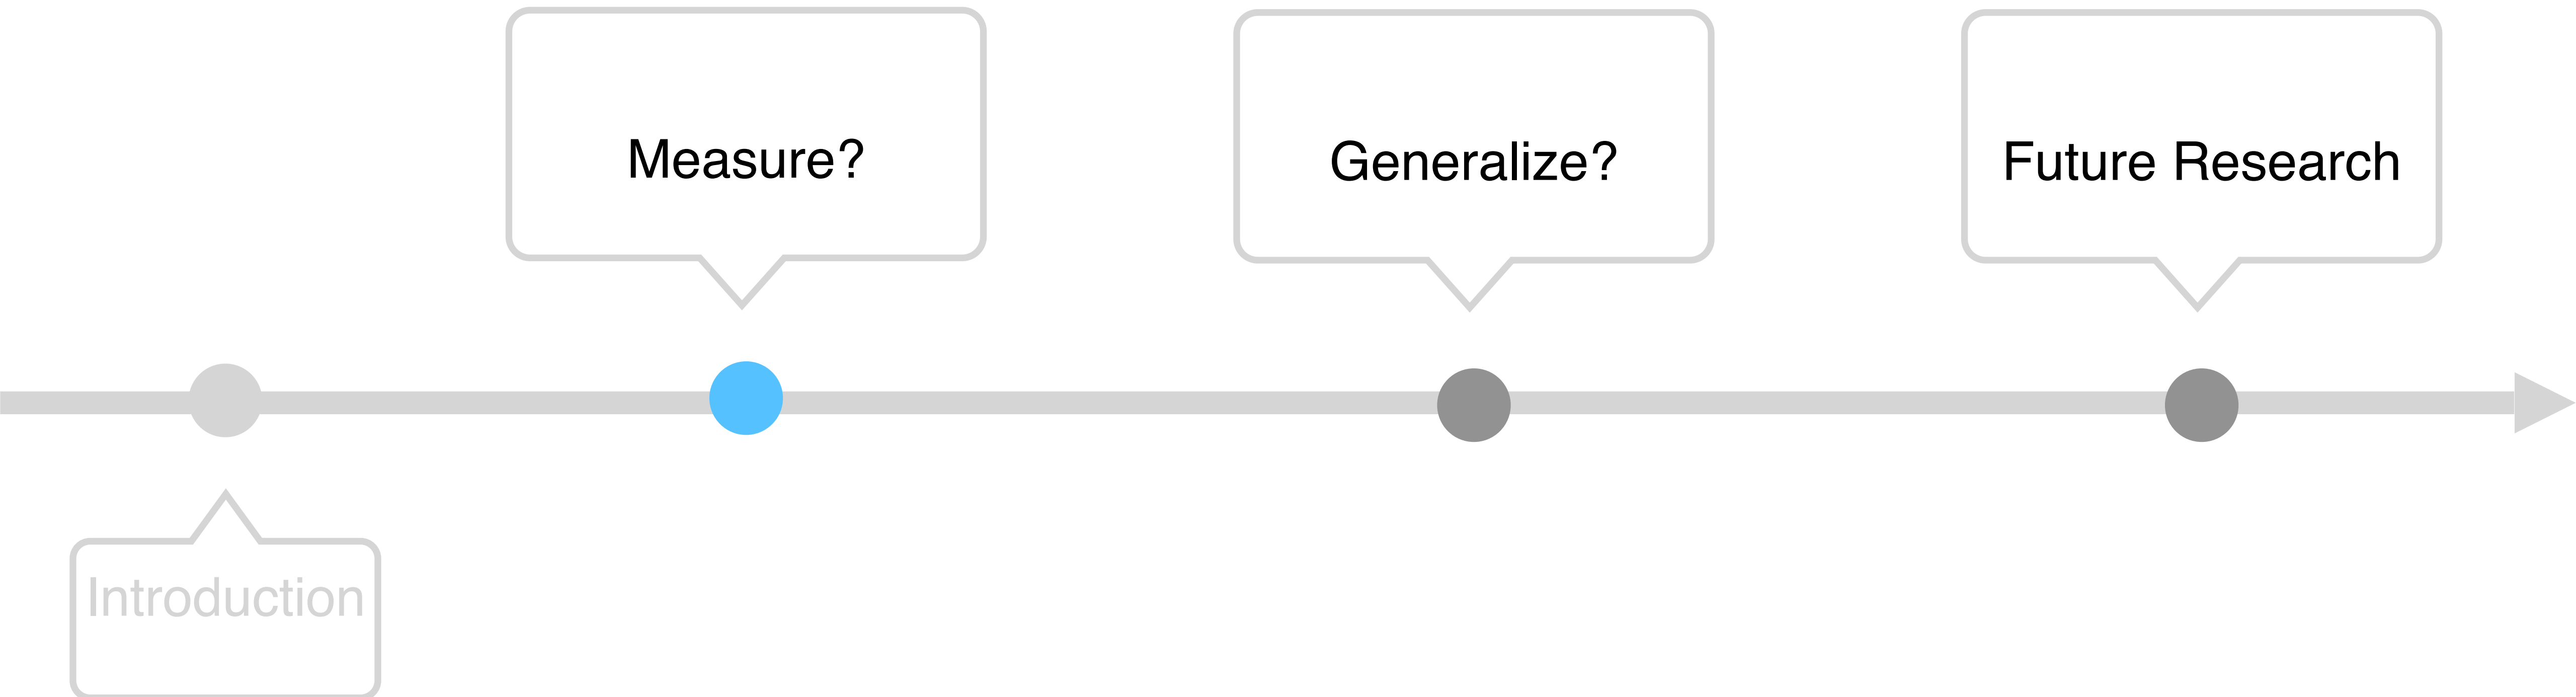 Measure?
Generalize?
Future Research
Introduction